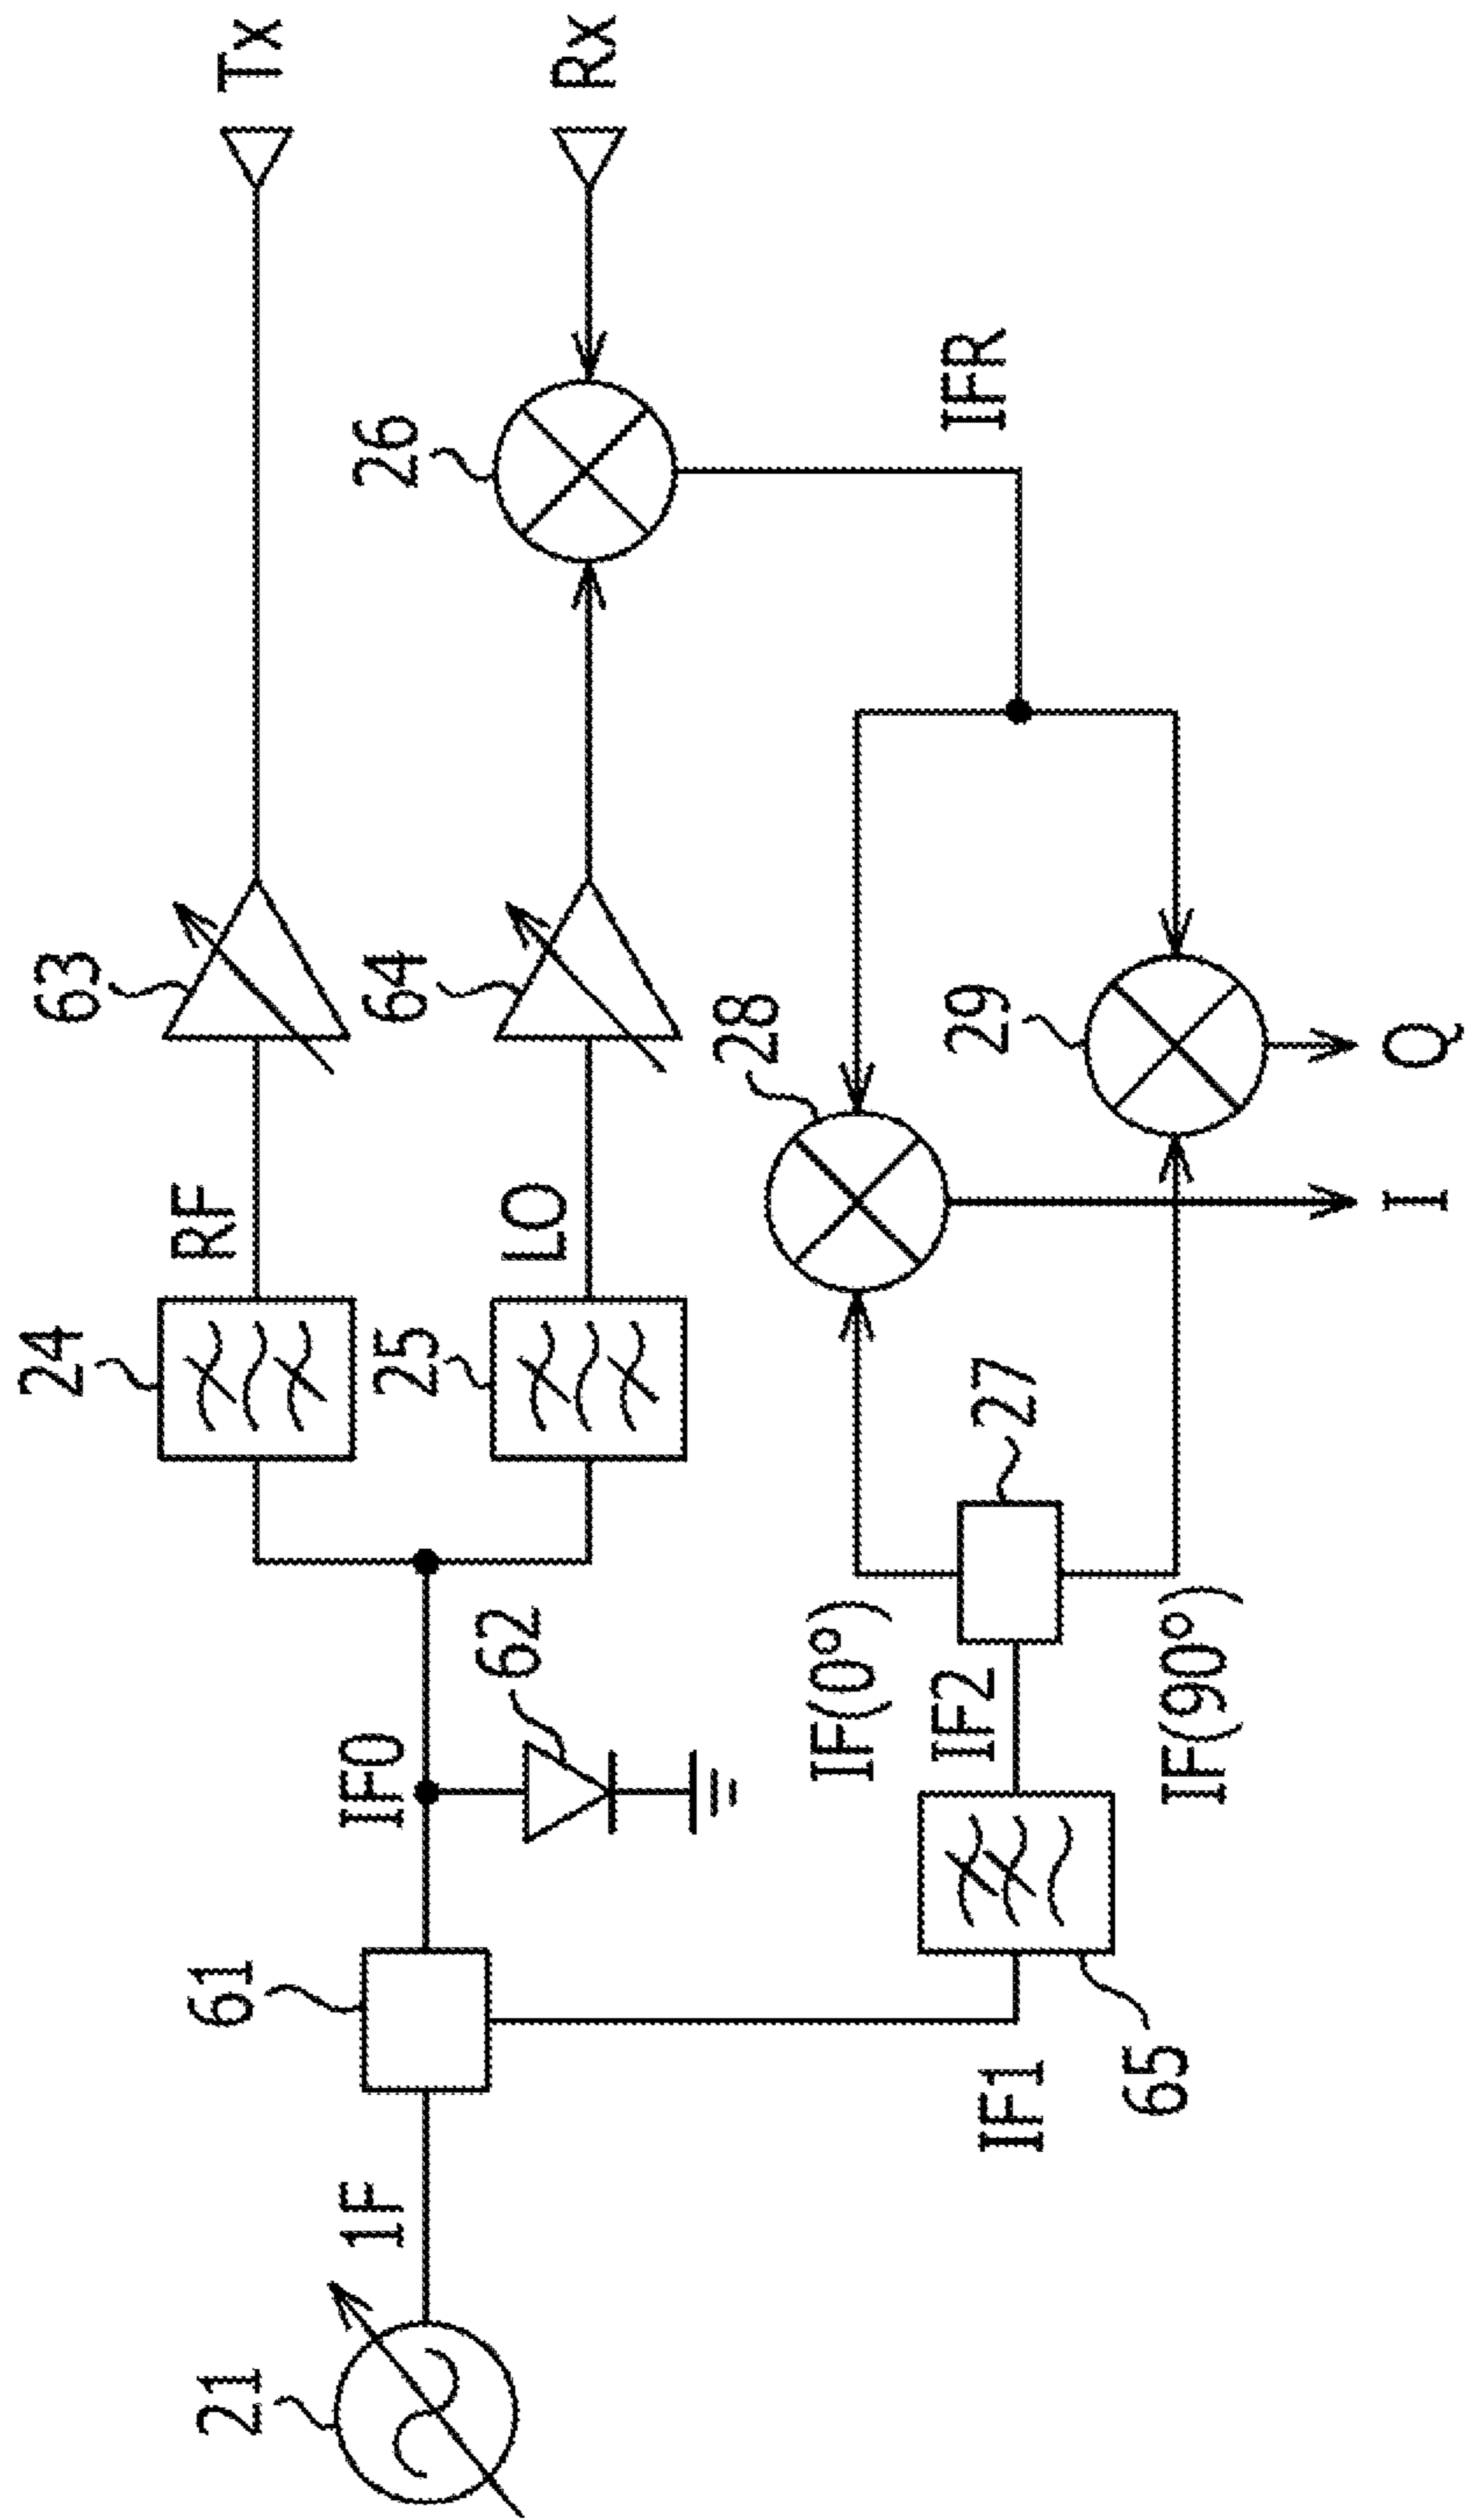 21
1F
61
IF0
62
24
RF
63
Tx
25
LO
64
26
Rx
IFR
IF1
65
IF2
27
IF(0°)
IF(90°)
28
29
I
Q